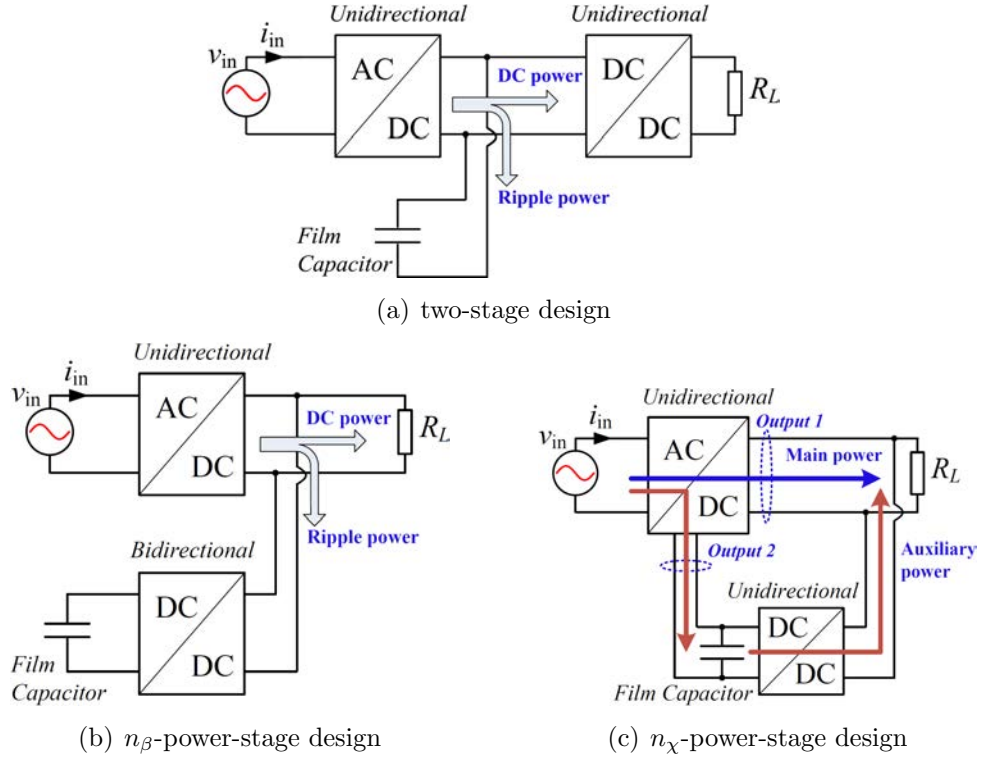 Unidirectional
Unidirectional
i_in
v_in
AC
DC
DC power
DC
DC
R_L
Ripple power
Film
Capacitor
(a) two-stage design
Unidirectional
i_in
v_in
AC
DC
DC power
R_L
Ripple power
Bidirectional
DC
DC
Film
Capacitor
(b) n_β-power-stage design
Unidirectional
i_in
v_in
AC
DC
Output 1
Main power
R_L
Output 2
Auxiliary
power
Unidirectional
DC
DC
Film Capacitor
(c) n_χ-power-stage design